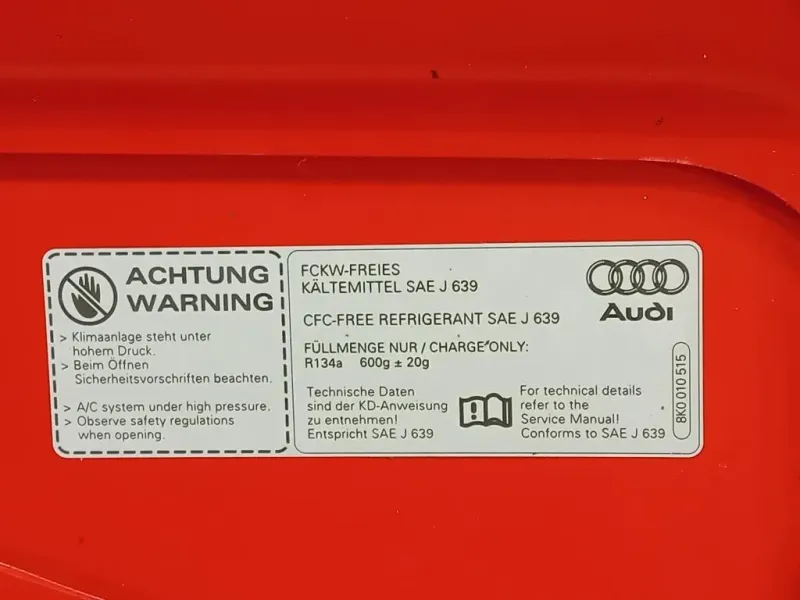 ACHTUNG
WARNING
> Klimaanlage steht unter
hohem Druck.
> Beim Öffnen
Sicherheitsvorschriften beachten.
> A/C system under high pressure.
> Observe safety regulations
when opening.
FCKW-FREIES
KÄLTEMITTEL SAE J 639
CFC-FREE REFRIGERANT SAE J 639
FÜLLMENGE NUR / CHARGE ONLY:
R134a 600g ± 20g
Technische Daten
sind der KD-Anweisung
zu entnehmen!
Entspricht SAE J 639
For technical details
refer to the
Service Manual!
Conforms to SAE J 639
Audi
8K0 010 515